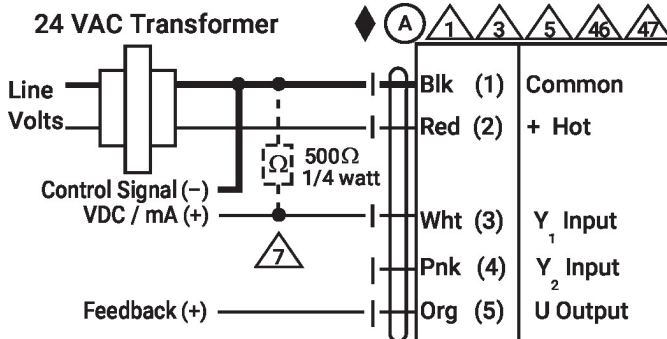 24 VAC Transformer
A 1 3 5 46 47
Line
Volts
Blk (1) Common
Red (2) + Hot
Ω 500Ω
1/4 watt
Control Signal (−)
VDC / mA (+)
Wht (3) Y1 Input
7
Pnk (4) Y2 Input
Feedback (+)
Org (5) U Output